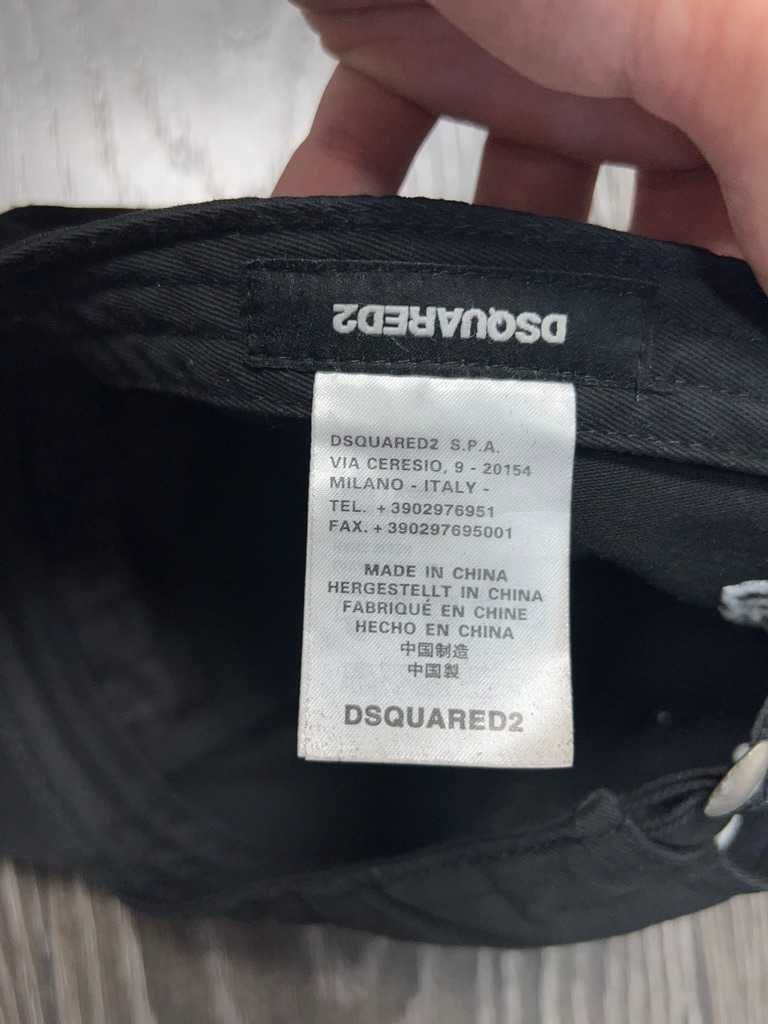 DSQUARED2
DSQUARED2 S.P.A.
VIA CERESIO, 9 - 20154
MILANO - ITALY -
TEL. +3902976951
FAX. +390297695001
MADE IN CHINA
HERGESTELLT IN CHINA
FABRIQUÉ EN CHINE
HECHO EN CHINA
中国制造
中国製
DSQUARED2